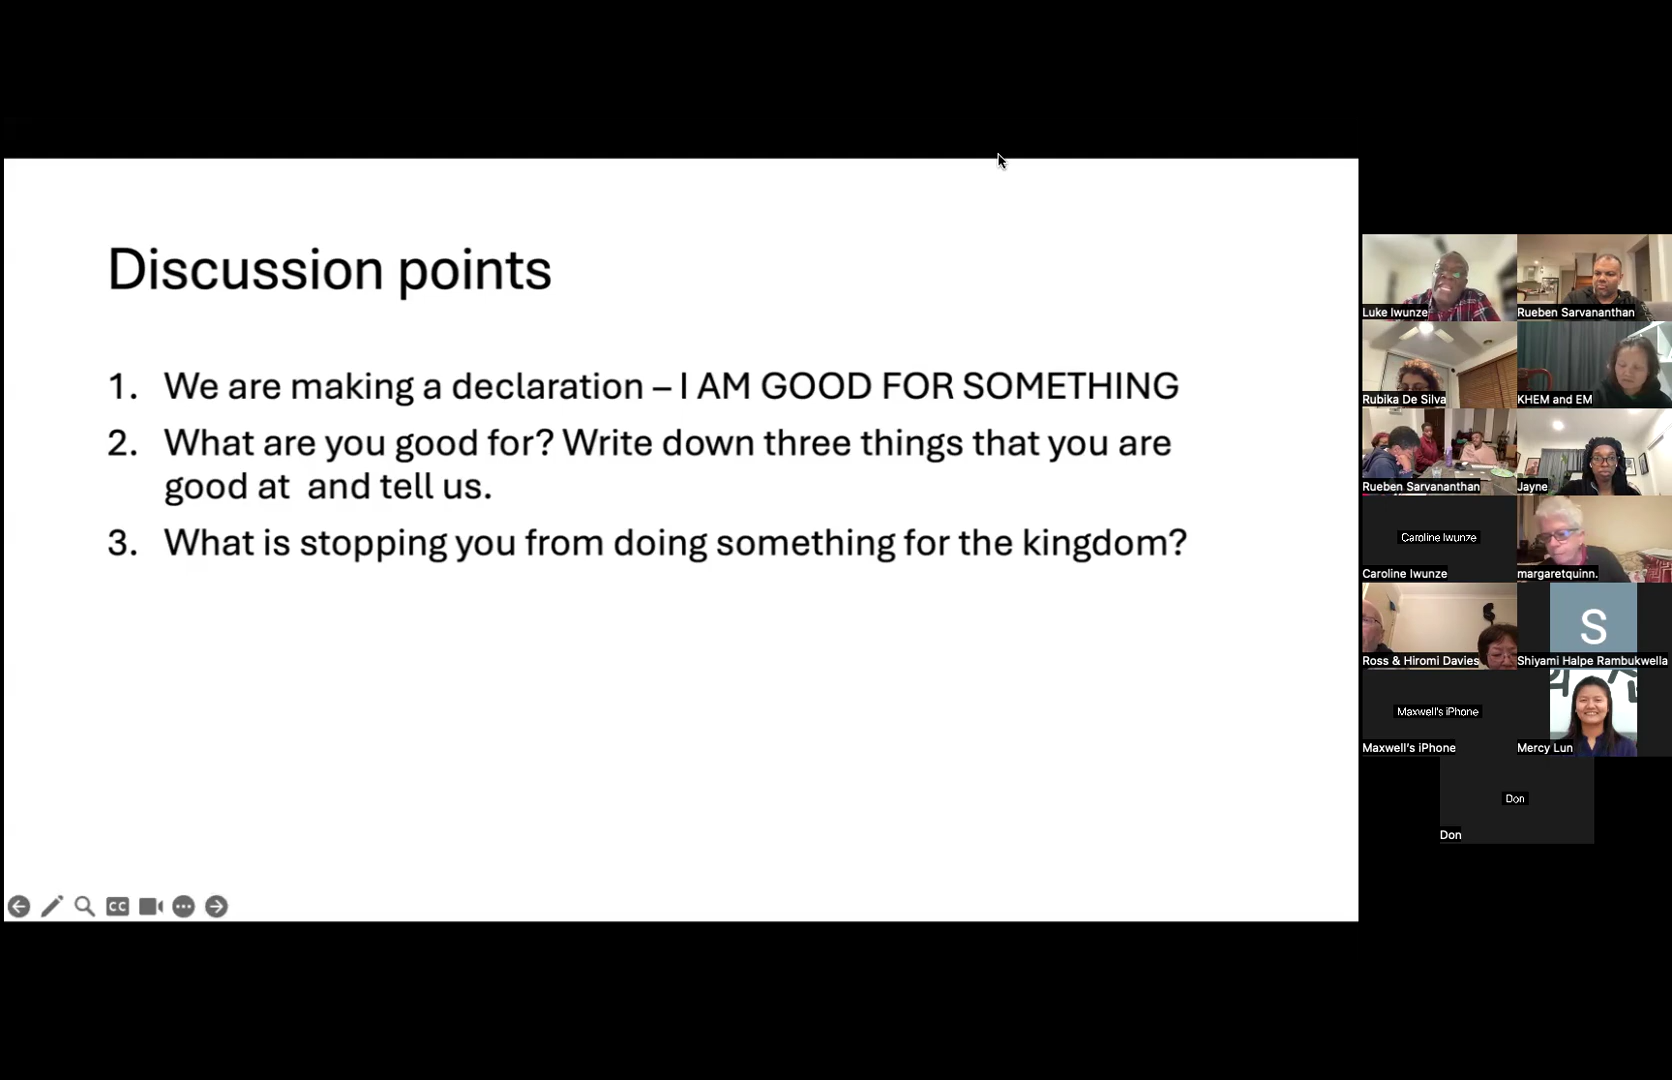 Discussion points
1. We are making a declaration – I AM GOOD FOR SOMETHING
2. What are you good for? Write down three things that you are
good at  and tell us.
3. What is stopping you from doing something for the kingdom?
CC
Luke Iwunze
Rueben Sarvananthan
Rubika De Silva
KHEM and EM
Rueben Sarvananthan
Jayne
Caroline Iwunze
Caroline Iwunze
margaretquinn.
Ross & Hiromi Davies
S
Shiyami Halpe Rambukwella
Maxwell's iPhone
Maxwell's iPhone
Mercy Lun
Don
Don